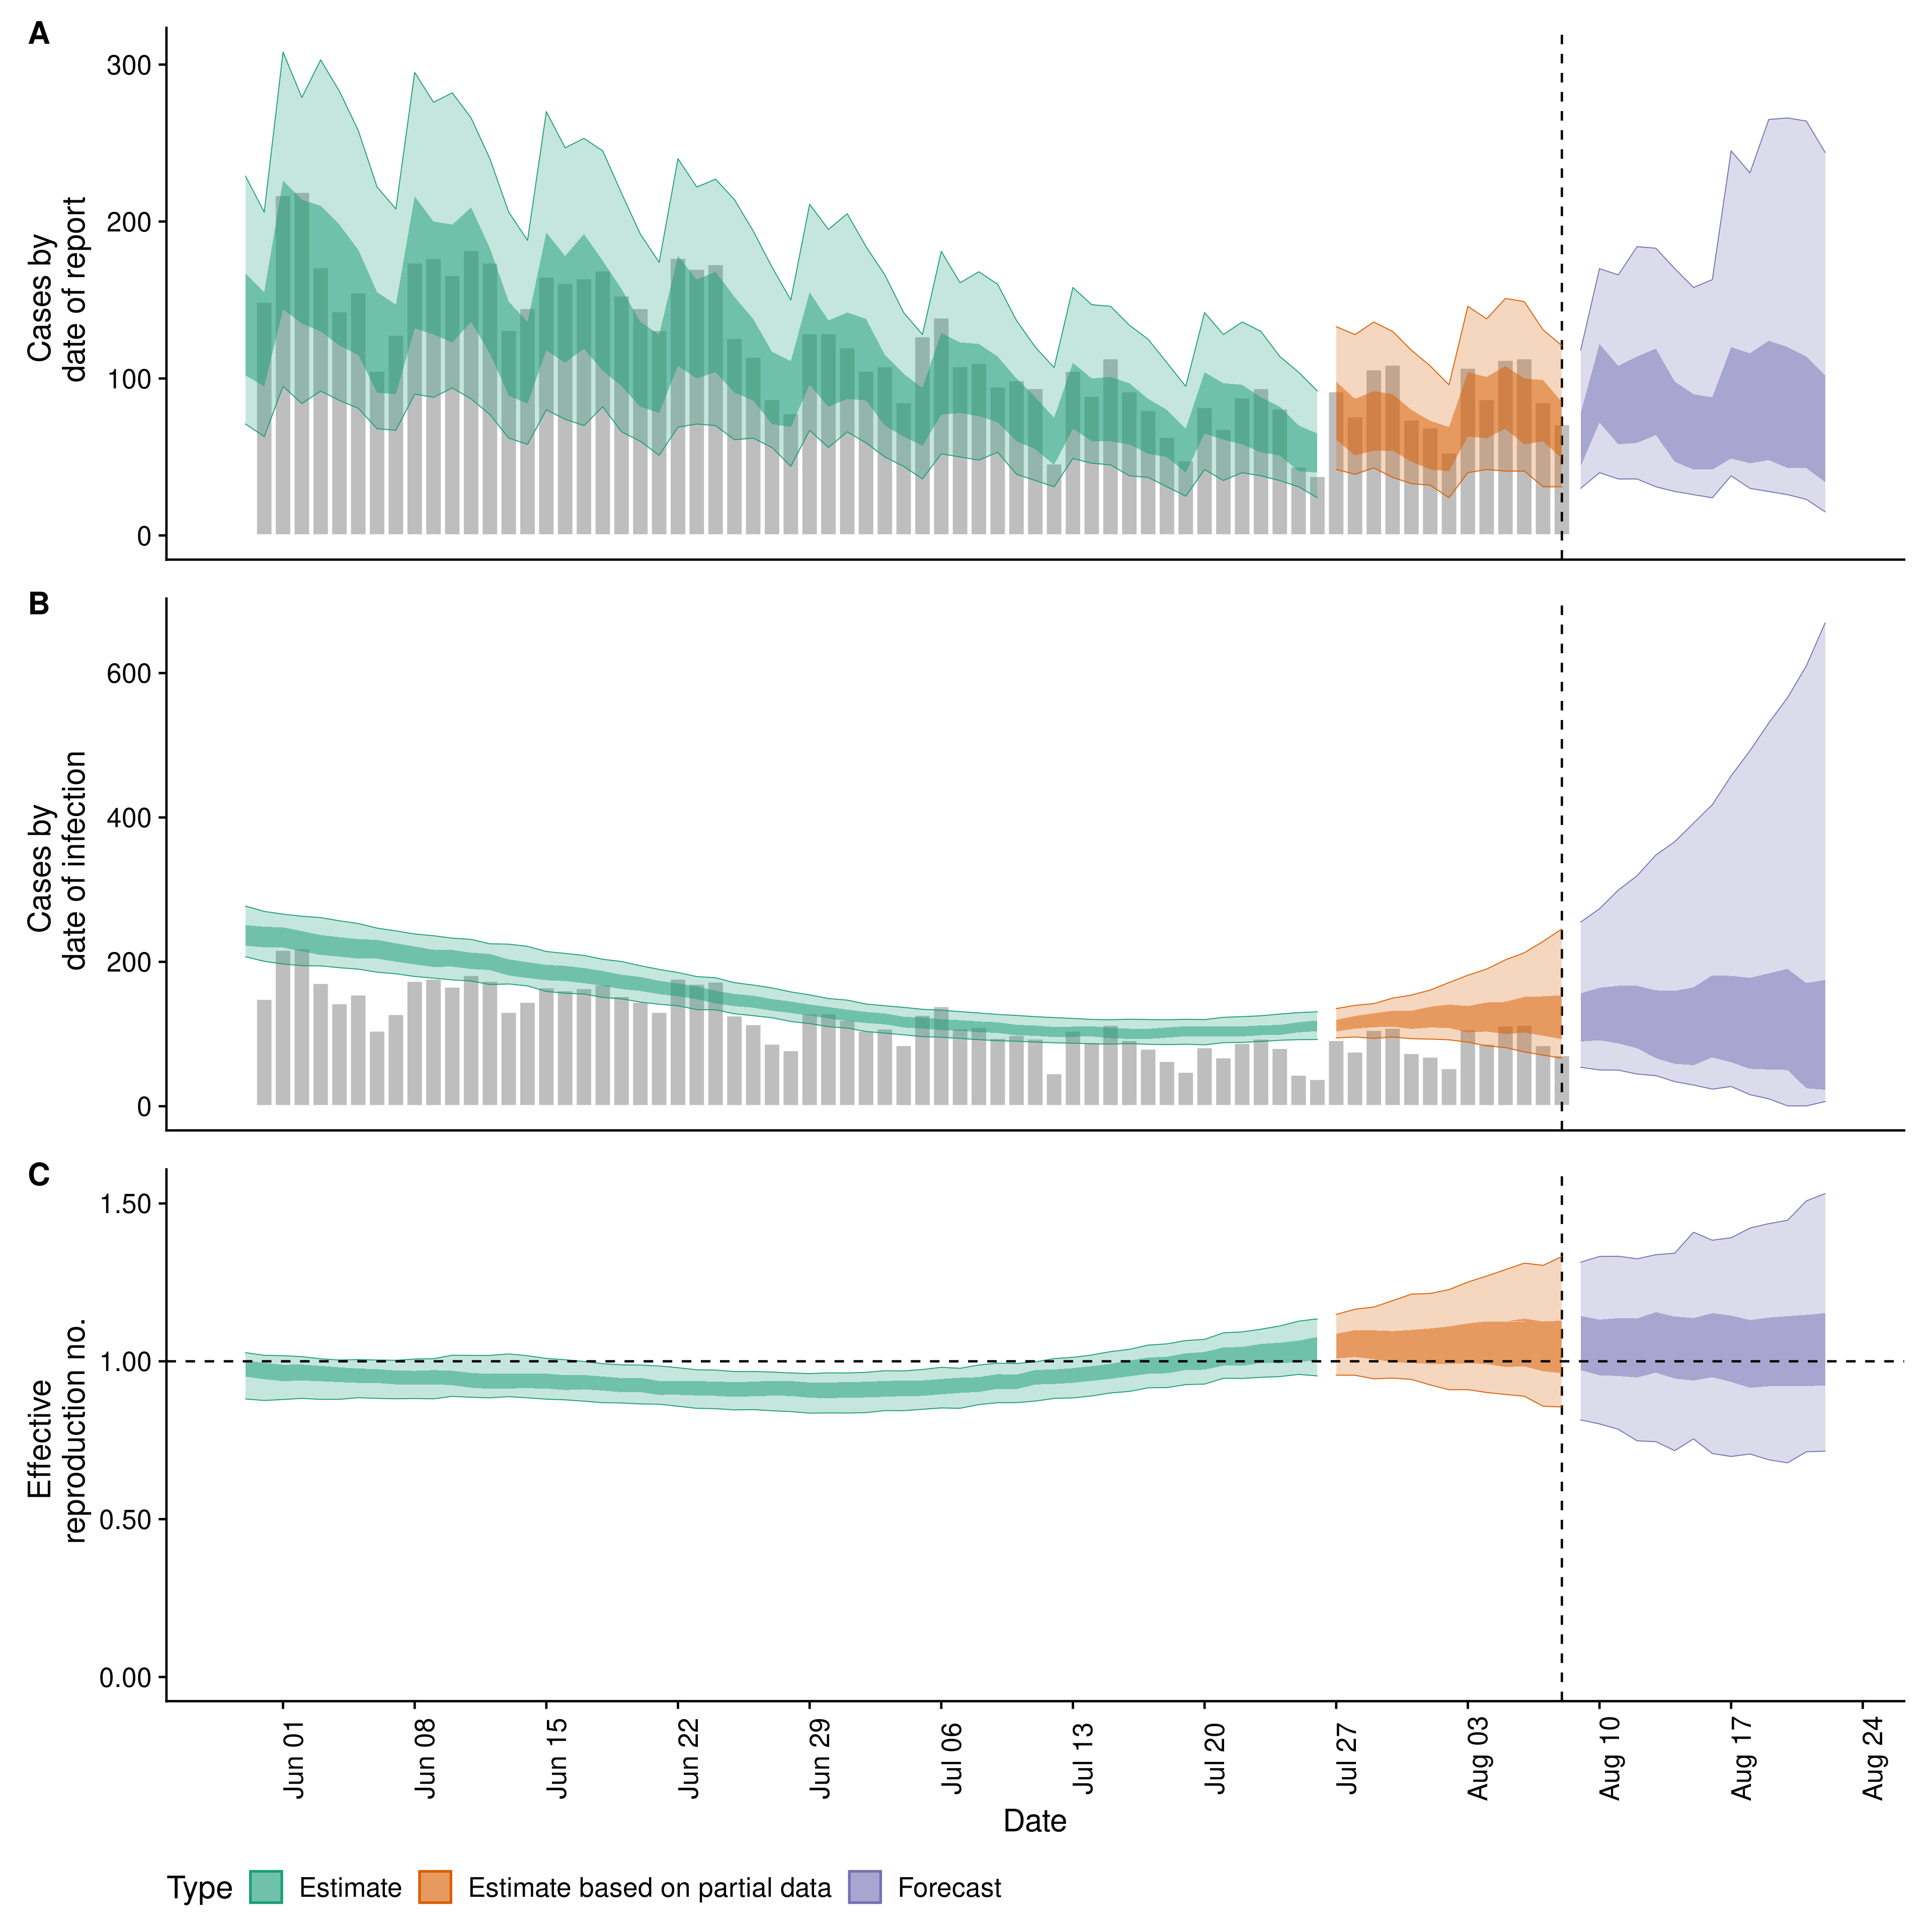 A
Cases by
date of report
300
200
100
0
B
Cases by
date of infection
600
400
200
0
C
Effective
reproduction no.
1.50
1.00
0.50
0.00
Jun 01
Jun 08
Jun 15
Jun 22
Jun 29
Jul 06
Jul 13
Jul 20
Jul 27
Aug 03
Aug 10
Aug 17
Aug 24
Date
Type Estimate Estimate based on partial data Forecast